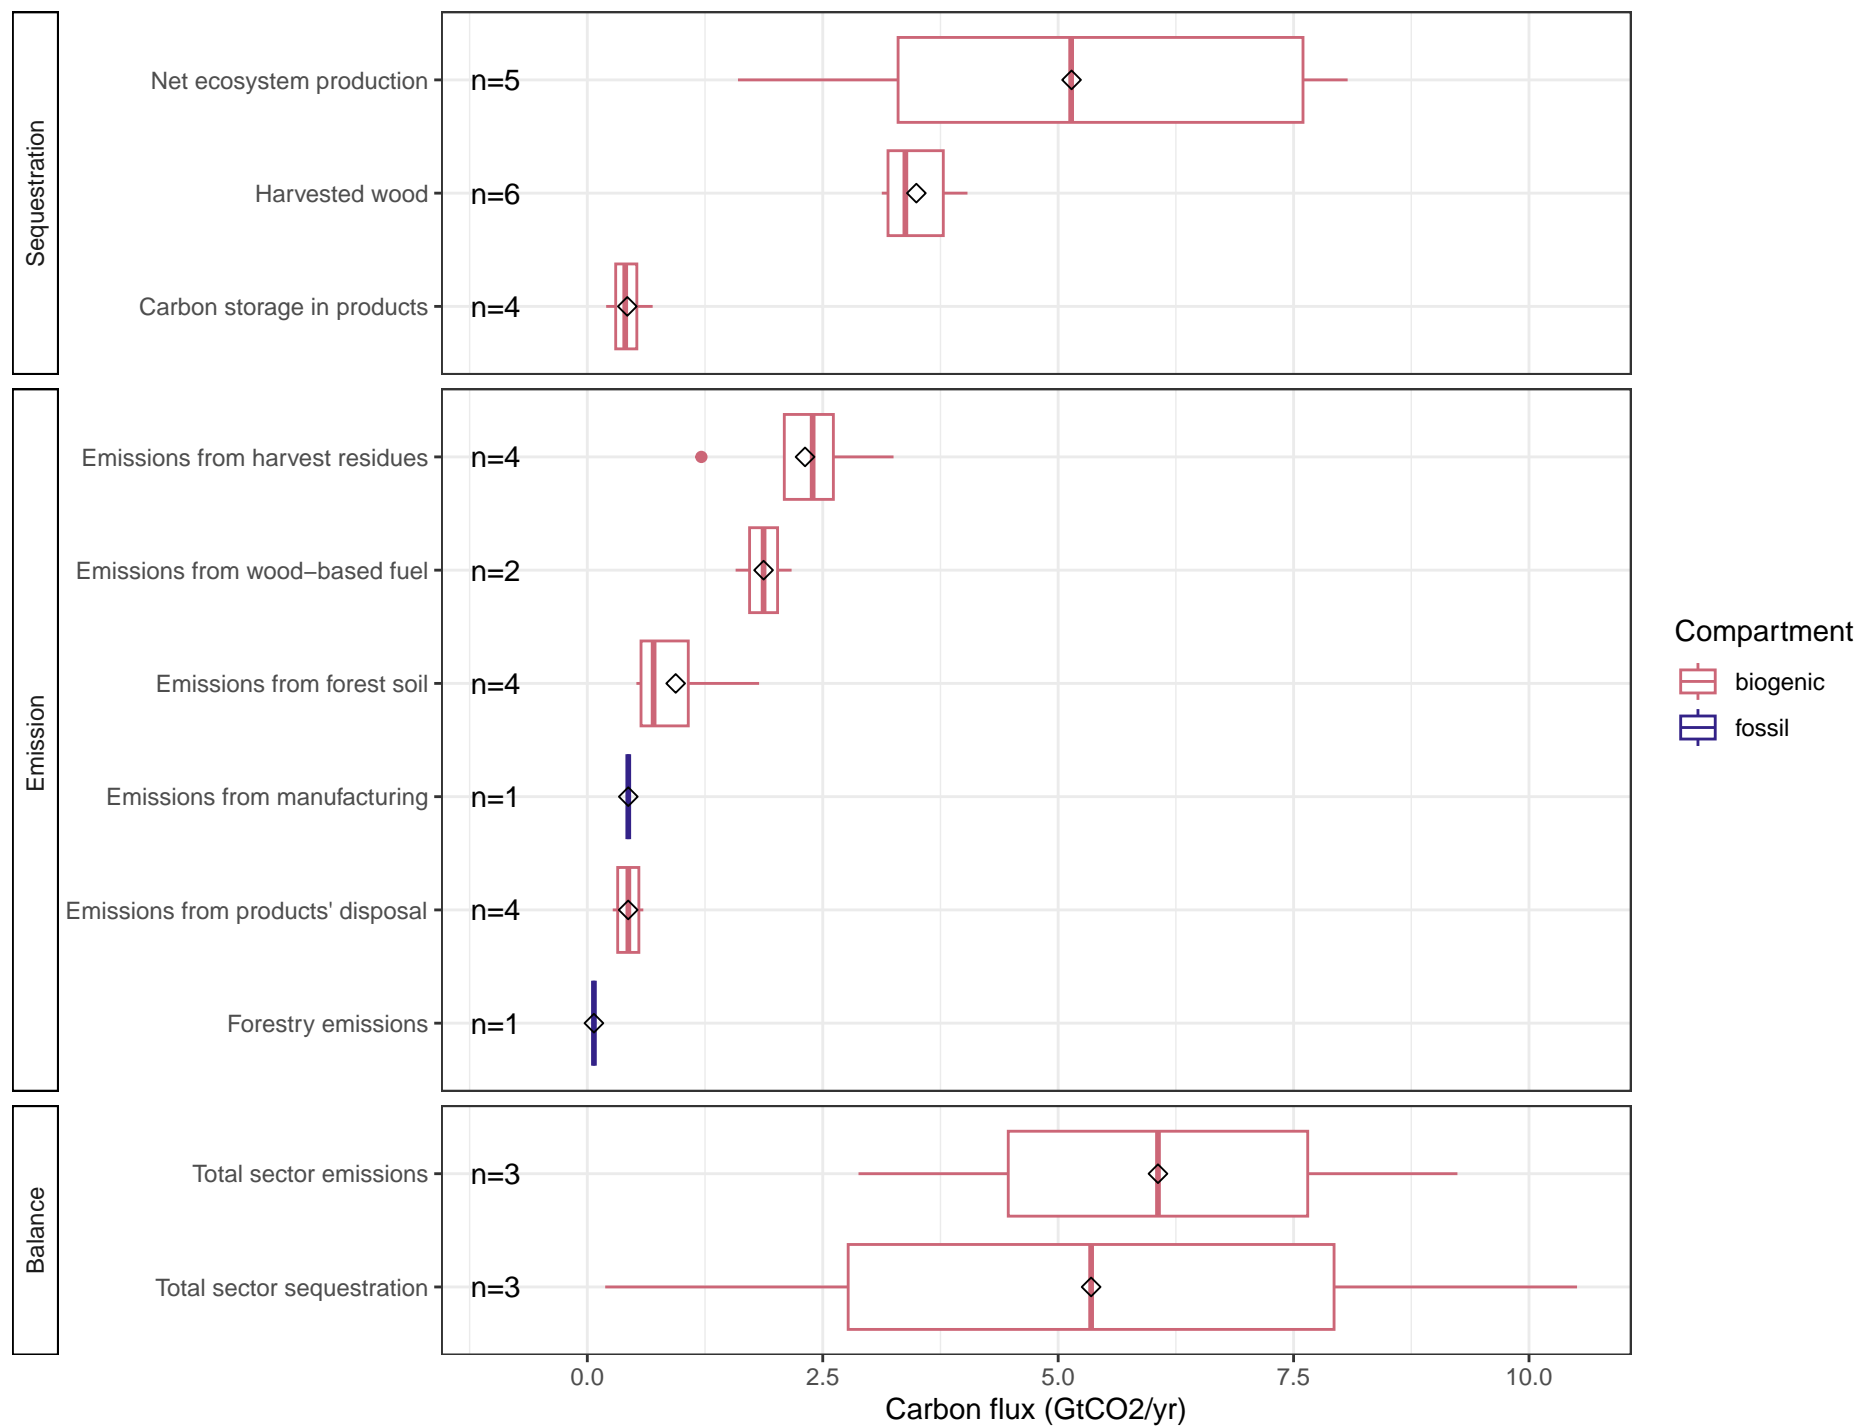 Sequestration
Net ecosystem production
n=5
Harvested wood
n=6
Carbon storage in products
n=4
Emission
Emissions from harvest residues
n=4
Emissions from wood−based fuel
n=2
Emissions from forest soil
n=4
Emissions from manufacturing
n=1
Emissions from products' disposal
n=4
Forestry emissions
n=1
Balance
Total sector emissions
n=3
Total sector sequestration
n=3
0.0 2.5 5.0 7.5 10.0
Carbon flux (GtCO2/yr)
Compartment
biogenic
fossil